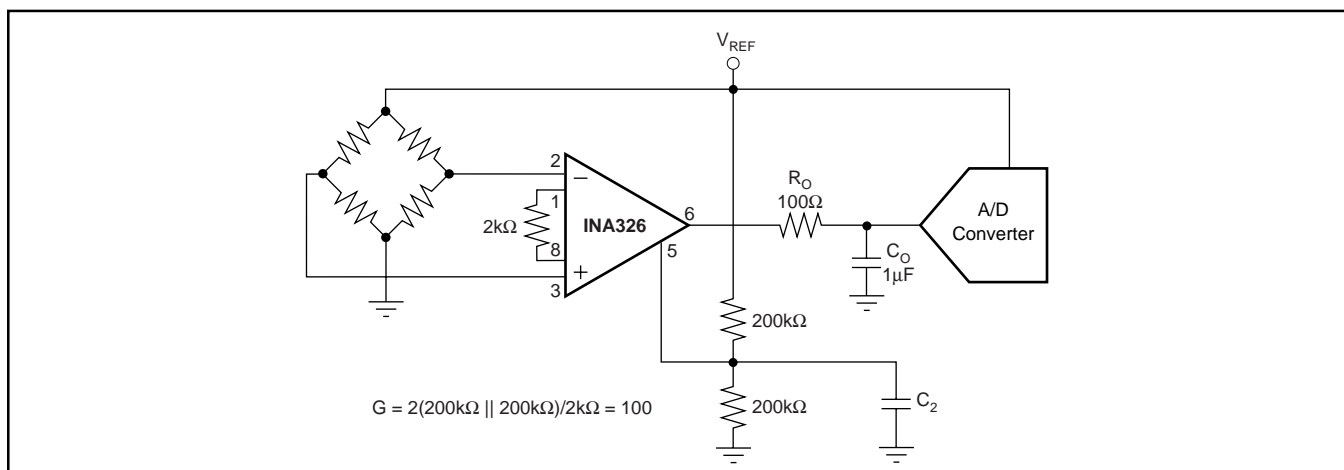 V_REF
2
−
1
2kΩ
INA326
8
+
3
6
5
R_O
100Ω
A/D
Converter
C_O
1μF
200kΩ
G = 2(200kΩ || 200kΩ)/2kΩ = 100
200kΩ
C_2